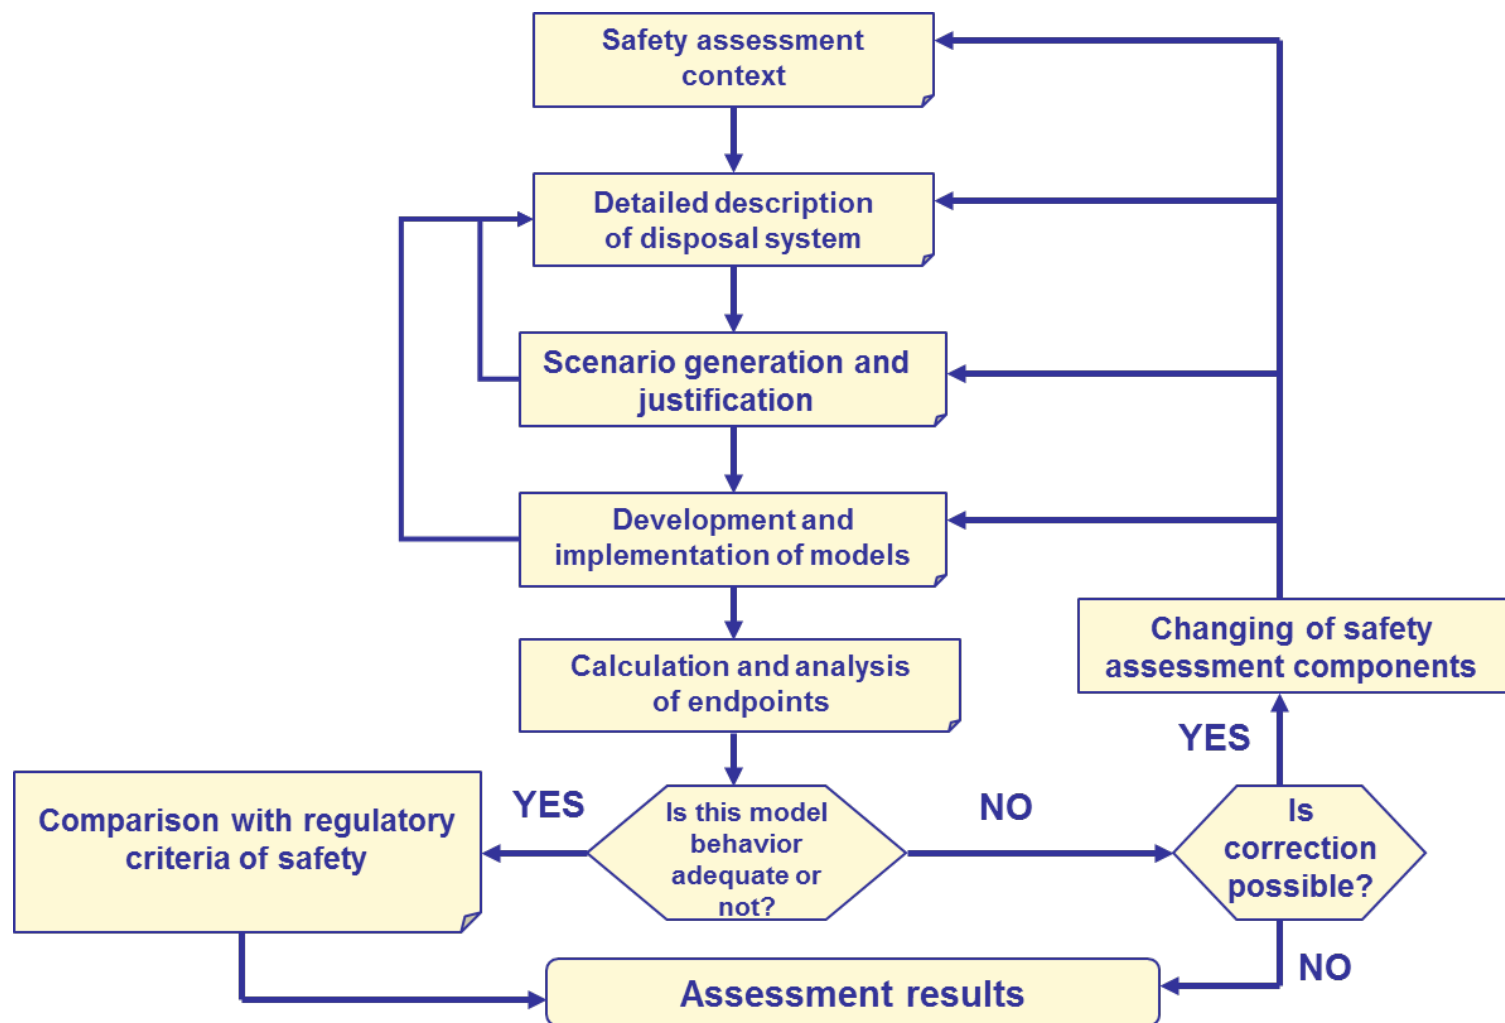 Safety assessment
context
Detailed description
of disposal system
Scenario generation and
justification
Development and
implementation of models
Calculation and analysis
of endpoints
Changing of safety
assessment components
YES
Is this model
behavior
adequate or
not?
YES
NO
Is
correction
possible?
Comparison with regulatory
criteria of safety
NO
Assessment results